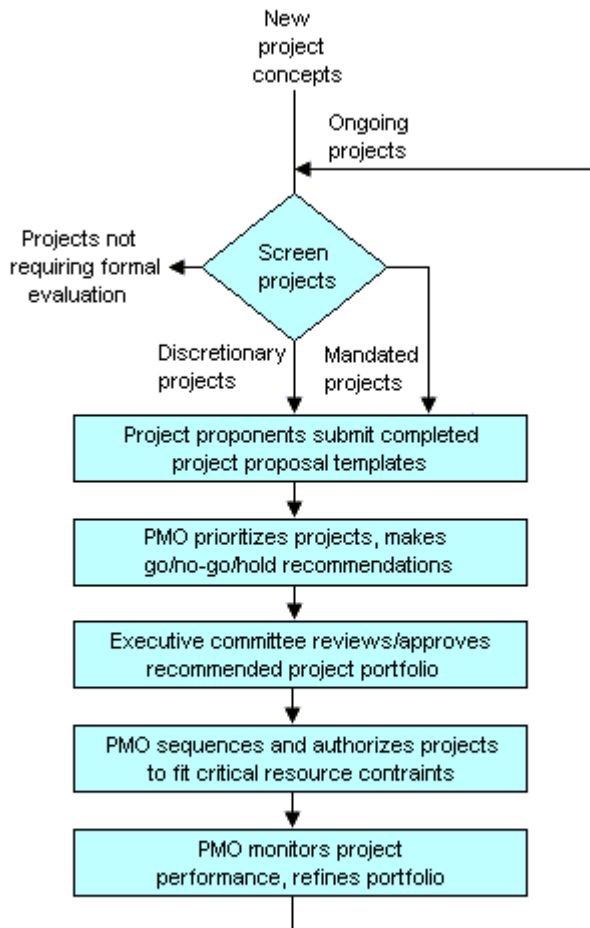 New
project
concepts
Ongoing
projects
Screen
projects
Projects not
requiring formal
evaluation
Discretionary
projects
Mandated
projects
Project proponents submit completed
project proposal templates
PMO prioritizes projects, makes
go/no-go/hold recommendations
Executive committee reviews/approves
recommended project portfolio
PMO sequences and authorizes projects
to fit critical resource contraints
PMO monitors project
performance, refines portfolio